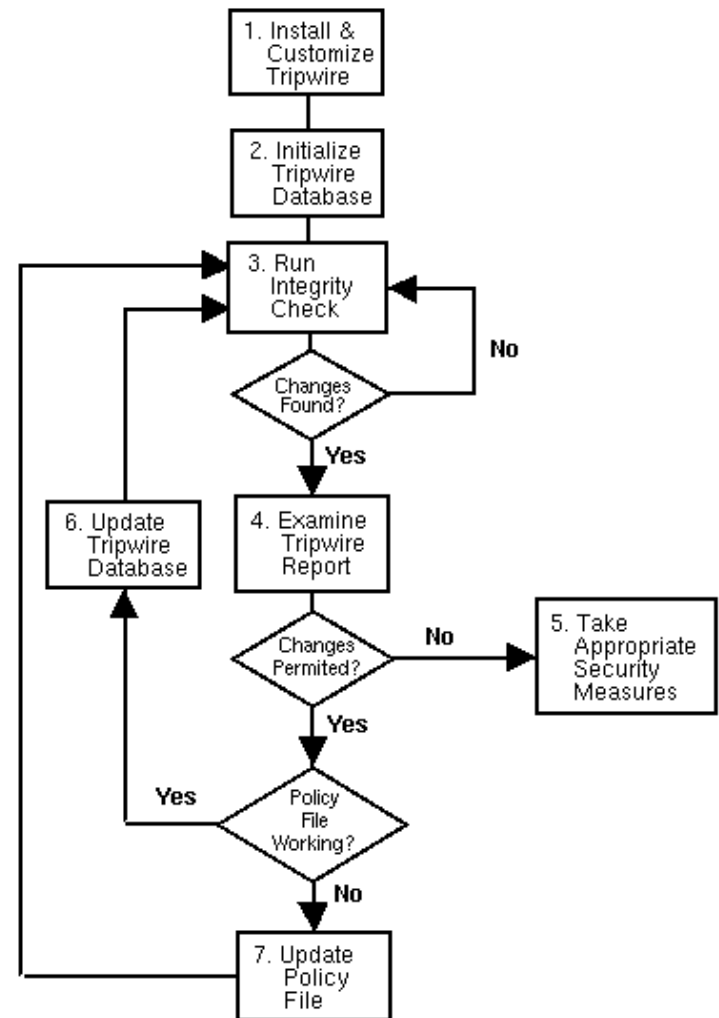 1. Install &
Customize
Tripwire
2. Initialize
Tripwire
Database
3. Run
Integrity
Check
No
Changes
Found?
Yes
6. Update
Tripwire
Database
4. Examine
Tripwire
Report
Changes
Permited?
No
5. Take
Appropriate
Security
Measures
Yes
Policy
File
Working?
Yes
No
7. Update
Policy
File